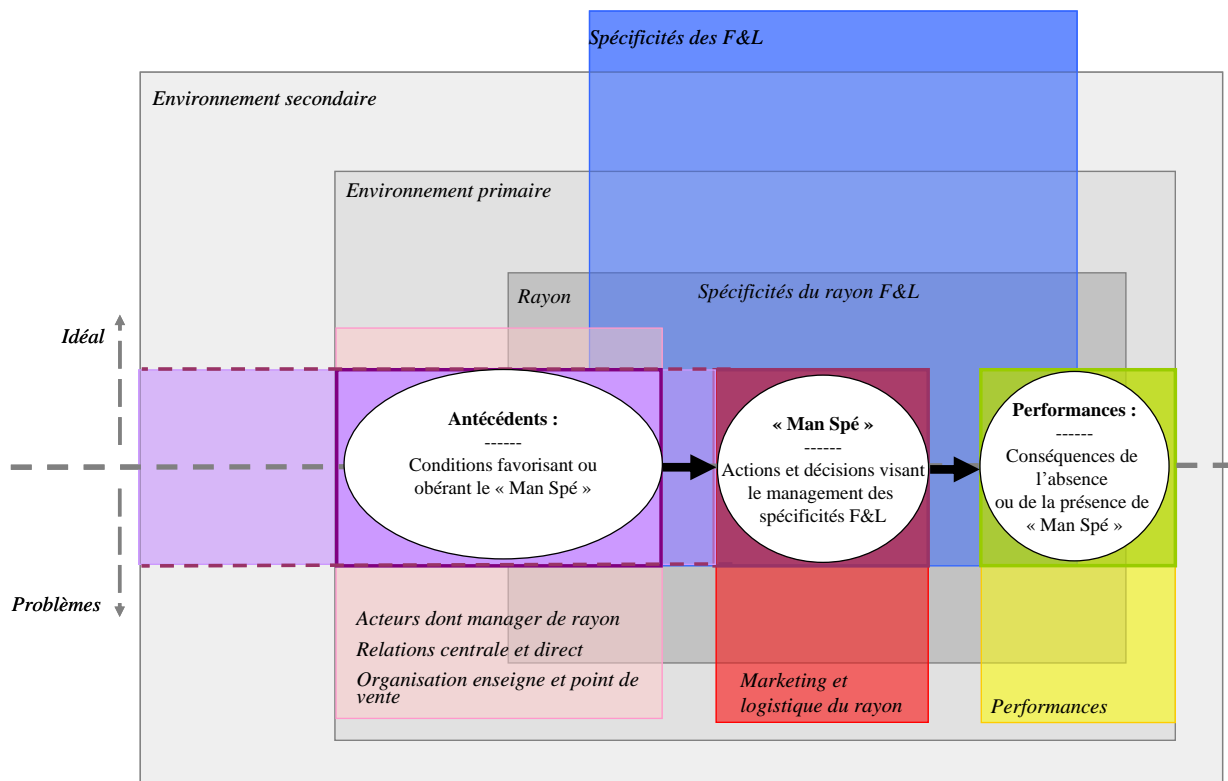 Spécificités des F&L
Environnement secondaire
Environnement primaire
Rayon
Spécificités du rayon F&L
Idéal
Problèmes
Antécédents :
------
Conditions favorisant ou
obérant le « Man Spé »
« Man Spé »
------
Actions et décisions visant
le management des
spécificités F&L
Performances :
------
Conséquences de
l’absence
ou de la présence de
« Man Spé »
Acteurs dont manager de rayon
Relations centrale et direct
Organisation enseigne et point de
vente
Marketing et
logistique du rayon
Performances